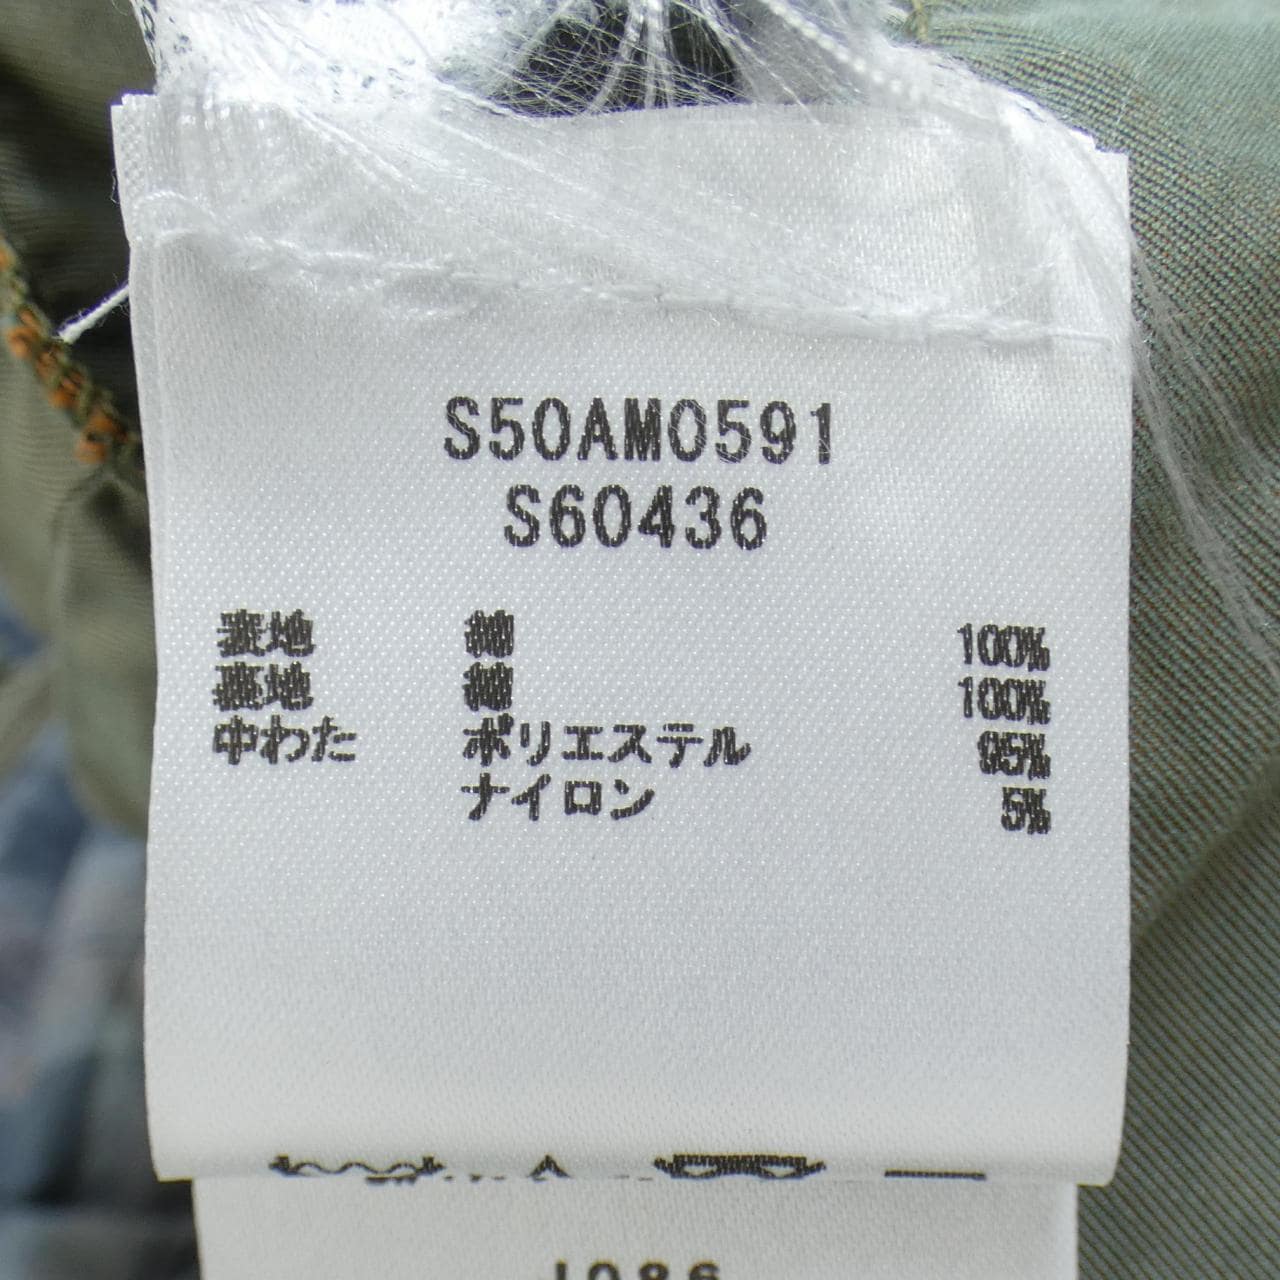 S50AM0591
S60436
表地 綿 100%
裏地 綿 100%
中わた ポリエステル 95%
ナイロン 5%